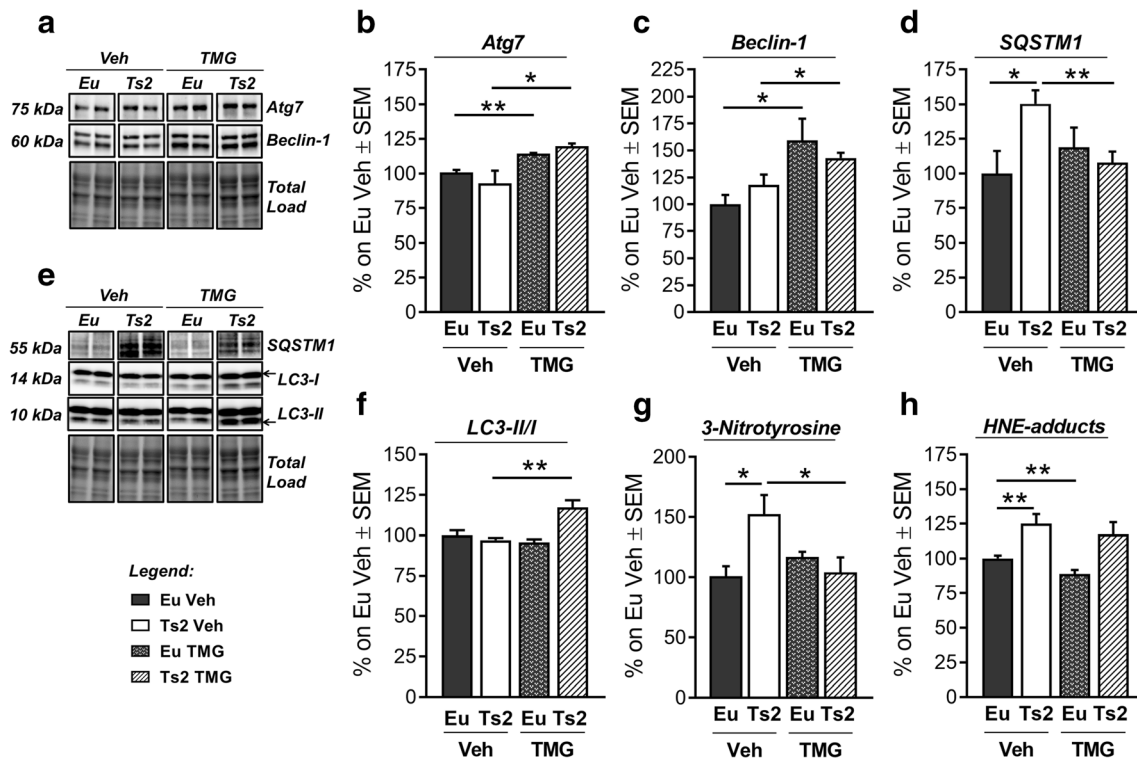 a
Veh TMG
Eu Ts2 Eu Ts2
75 kDa Atg7
60 kDa Beclin-1
Total
Load
b
Atg7
% on Eu Veh ± SEM
175
150
125
100
75
50
25
0
*
**
Eu Ts2 Eu Ts2
Veh TMG
c
Beclin-1
% on Eu Veh ± SEM
225
200
175
150
125
100
75
50
25
0
*
*
Eu Ts2 Eu Ts2
Veh TMG
d
SQSTM1
% on Eu Veh ± SEM
175
150
125
100
75
50
25
0
* **
Eu Ts2 Eu Ts2
Veh TMG
e
Veh TMG
Eu Ts2 Eu Ts2
55 kDa SQSTM1
14 kDa LC3-I
10 kDa LC3-II
Total
Load
Legend:
Eu Veh
Ts2 Veh
Eu TMG
Ts2 TMG
f
LC3-II/I
% on Eu Veh ± SEM
150
125
100
75
50
25
0
**
Eu Ts2 Eu Ts2
Veh TMG
g
3-Nitrotyrosine
% on Eu Veh ± SEM
200
150
100
50
0
* *
Eu Ts2 Eu Ts2
Veh TMG
h
HNE-adducts
% on Eu Veh ± SEM
175
150
125
100
75
50
25
0
**
**
Eu Ts2 Eu Ts2
Veh TMG